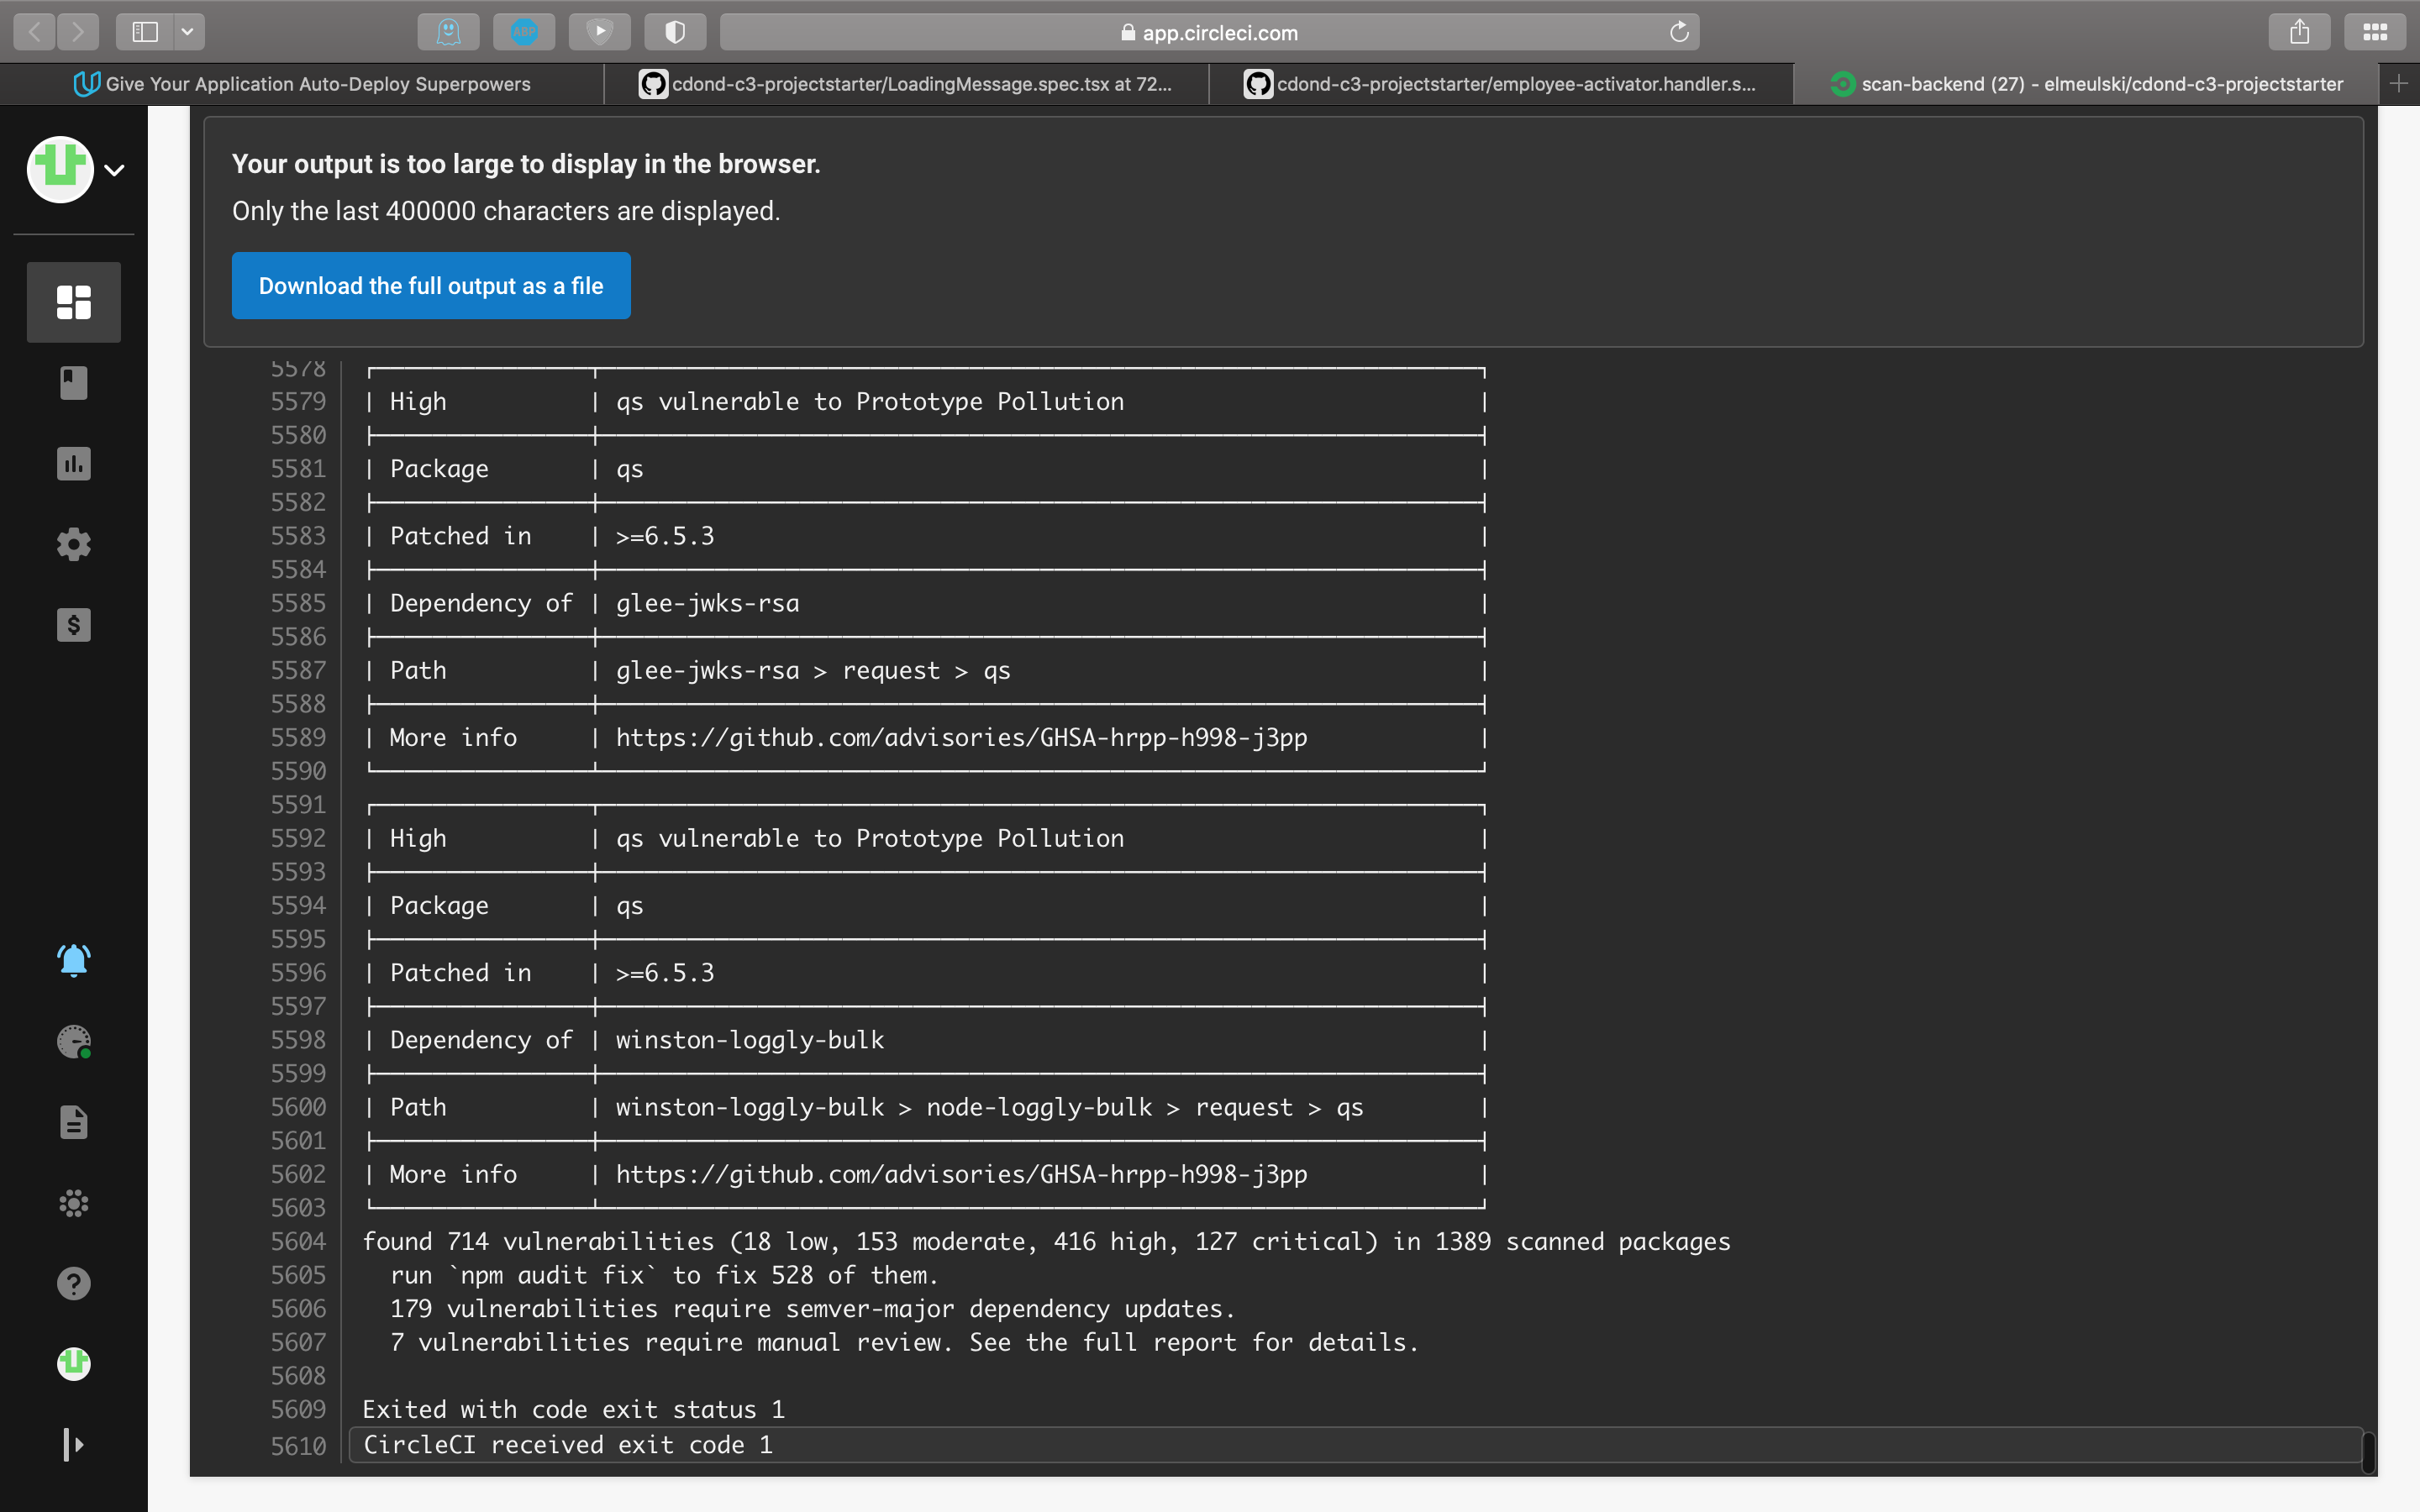 ABP
app.circleci.com
Give Your Application Auto-Deploy Superpowers
cdond-c3-projectstarter/LoadingMessage.spec.tsx at 72...
cdond-c3-projectstarter/employee-activator.handler.s...
scan-backend (27) - elmeulski/cdond-c3-projectstarter
Your output is too large to display in the browser.
Only the last 400000 characters are displayed.
Download the full output as a file
5578
5579 | High | qs vulnerable to Prototype Pollution |
5580
5581 | Package | qs |
5582
5583 | Patched in | >=6.5.3 |
5584
5585 | Dependency of | glee-jwks-rsa |
5586
5587 | Path | glee-jwks-rsa > request > qs |
5588
5589 | More info | https://github.com/advisories/GHSA-hrpp-h998-j3pp |
5590
5591
5592 | High | qs vulnerable to Prototype Pollution |
5593
5594 | Package | qs |
5595
5596 | Patched in | >=6.5.3 |
5597
5598 | Dependency of | winston-loggly-bulk |
5599
5600 | Path | winston-loggly-bulk > node-loggly-bulk > request > qs |
5601
5602 | More info | https://github.com/advisories/GHSA-hrpp-h998-j3pp |
5603
5604 found 714 vulnerabilities (18 low, 153 moderate, 416 high, 127 critical) in 1389 scanned packages
5605 run `npm audit fix` to fix 528 of them.
5606 179 vulnerabilities require semver-major dependency updates.
5607 7 vulnerabilities require manual review. See the full report for details.
5608
5609 Exited with code exit status 1
5610 CircleCI received exit code 1